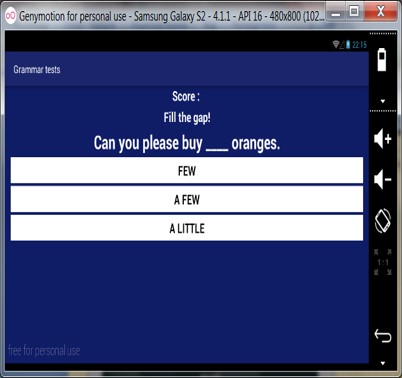 Genymotion for personal use - Samsung Galaxy S2 - 4.1.1 - API 16 - 480x800 (102...
22:15
Grammar tests
Score :
Fill the gap!
Can you please buy ____ oranges.
FEW
A FEW
A LITTLE
1:1
free for personal use